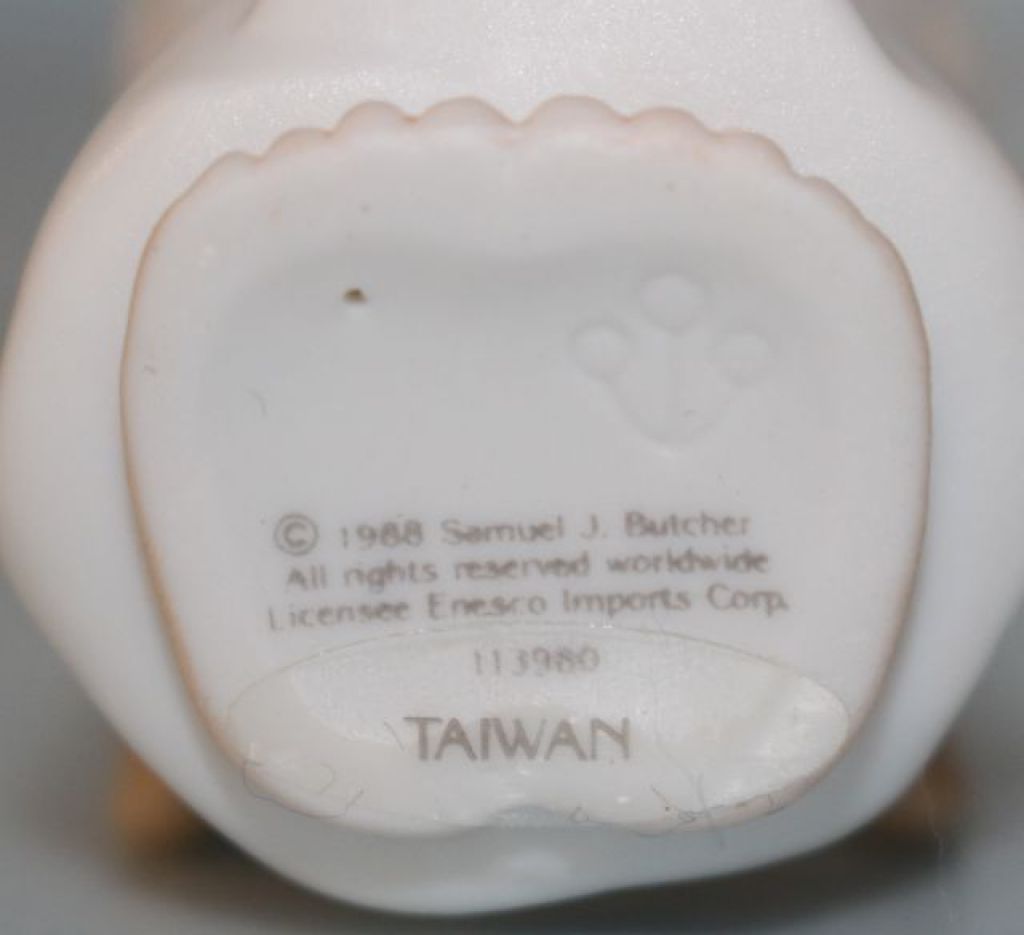 © 1988 Samuel J. Butcher
All rights reserved worldwide
Licensee Enesco Imports Corp.
113980
TAIWAN